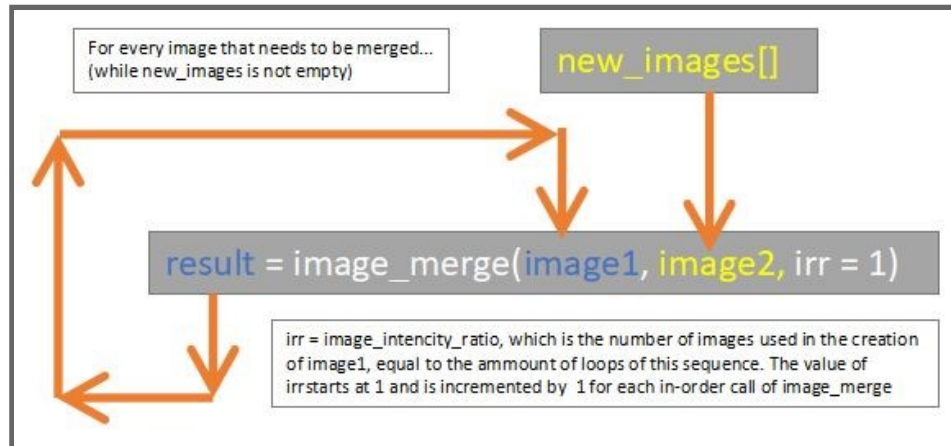 For every image that needs to be merged...
(while new_images is not empty)
new_images[]
result = image_merge(image1, image2, irr = 1)
irr = image_intencity_ratio, which is the number of images used in the creation
of image1, equal to the ammount of loops of this sequence. The value of
irrstarts at 1 and is incremented by 1 for each in-order call of image_merge